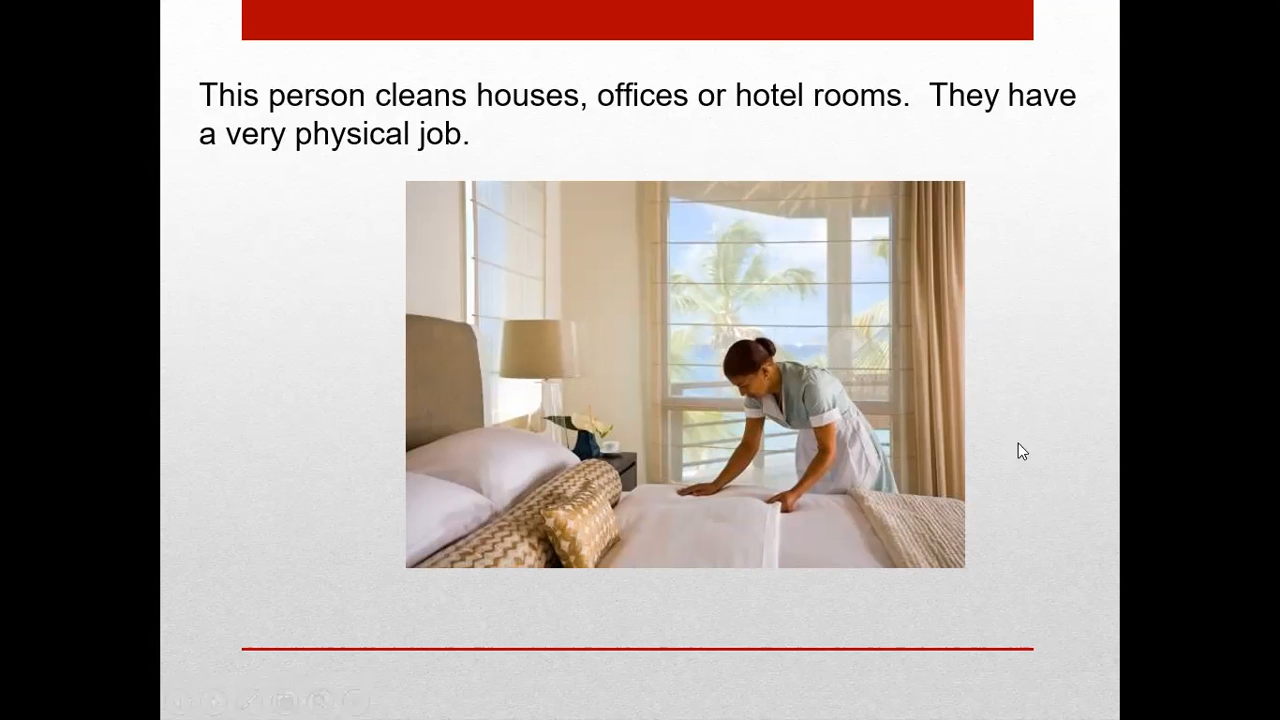 This person cleans houses, offices or hotel rooms.  They have
a very physical job.